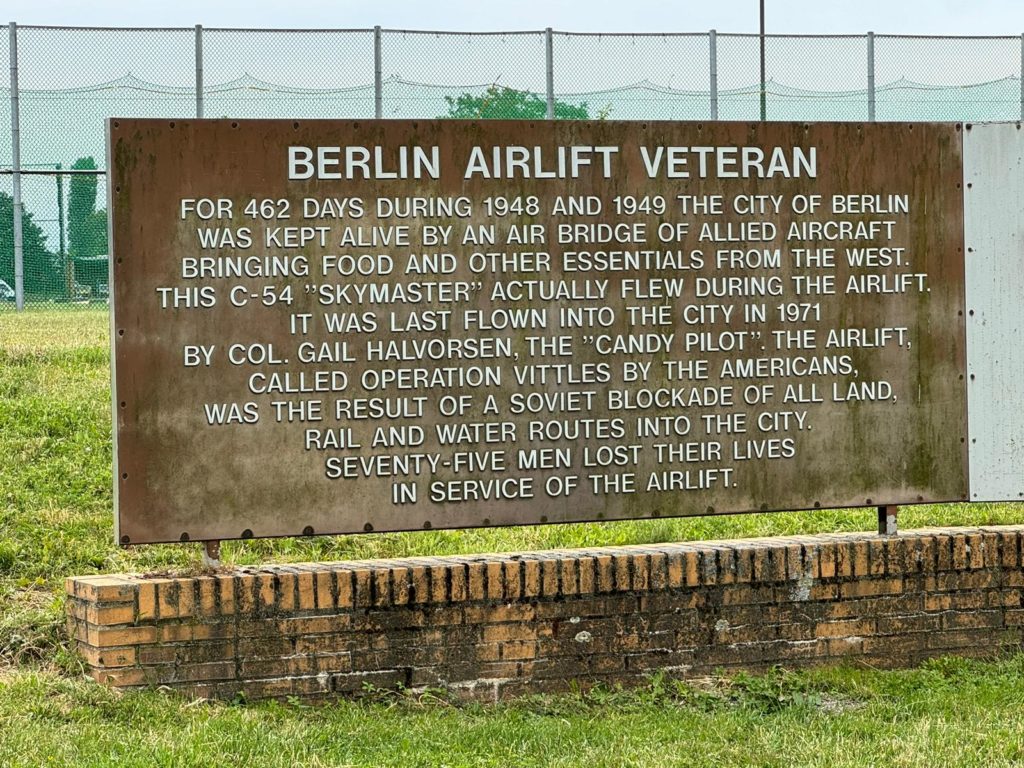 BERLIN AIRLIFT VETERAN
FOR 462 DAYS DURING 1948 AND 1949 THE CITY OF BERLIN
WAS KEPT ALIVE BY AN AIR BRIDGE OF ALLIED AIRCRAFT
BRINGING FOOD AND OTHER ESSENTIALS FROM THE WEST.
THIS C-54 "SKYMASTER" ACTUALLY FLEW DURING THE AIRLIFT.
IT WAS LAST FLOWN INTO THE CITY IN 1971
BY COL. GAIL HALVORSEN, THE "CANDY PILOT". THE AIRLIFT,
CALLED OPERATION VITTLES BY THE AMERICANS,
WAS THE RESULT OF A SOVIET BLOCKADE OF ALL LAND,
RAIL AND WATER ROUTES INTO THE CITY.
SEVENTY-FIVE MEN LOST THEIR LIVES
IN SERVICE OF THE AIRLIFT.